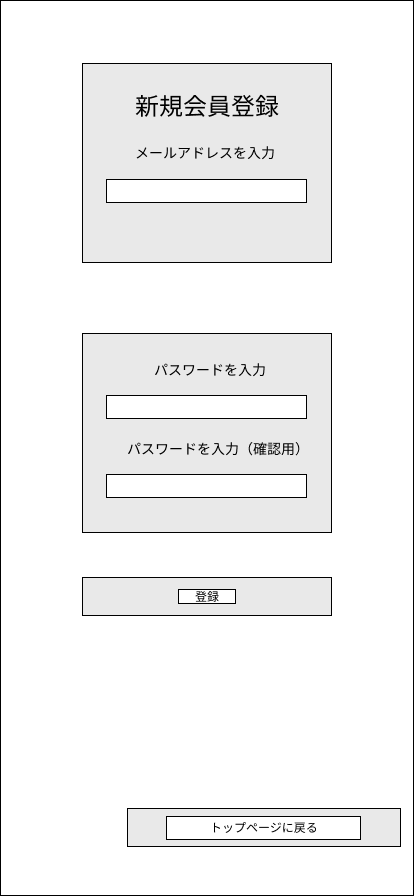 新規会員登録
メールアドレスを入力
パスワードを入力
パスワードを入力（確認用）
登録
トップページに戻る